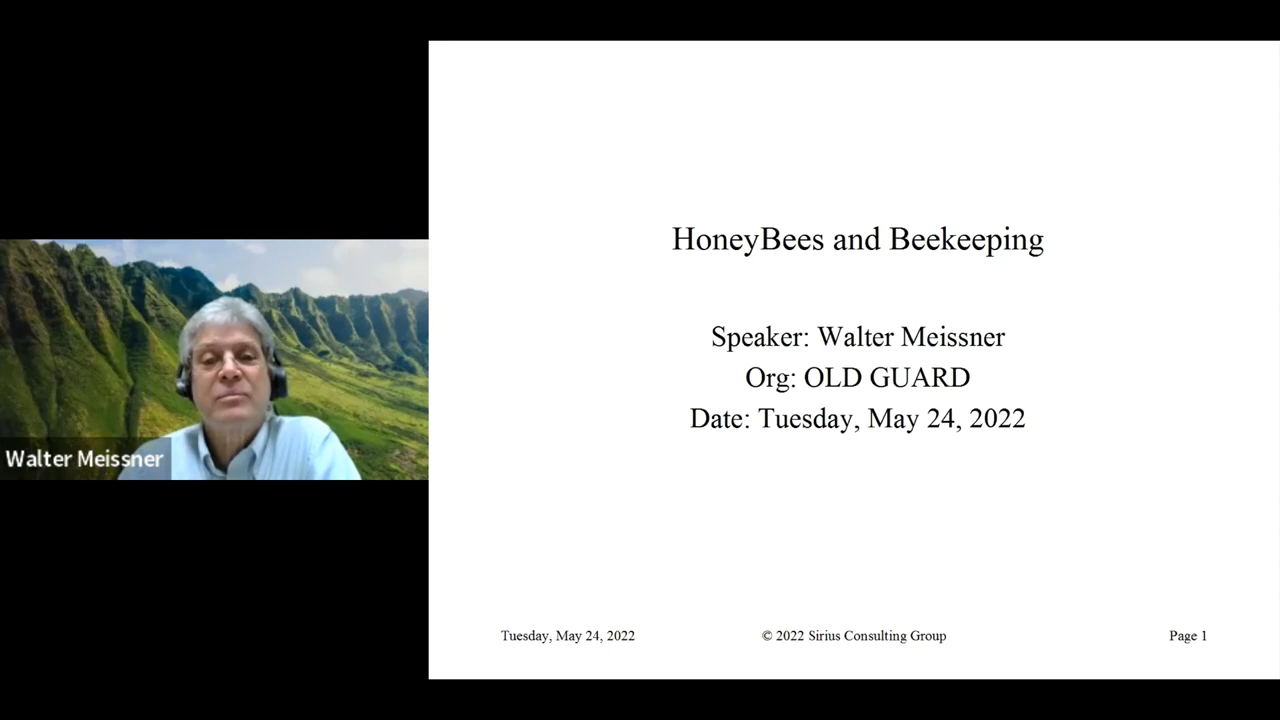 Walter Meissner
HoneyBees and Beekeeping
Speaker: Walter Meissner
Org: OLD GUARD
Date: Tuesday, May 24, 2022
Tuesday, May 24, 2022
© 2022 Sirius Consulting Group
Page 1